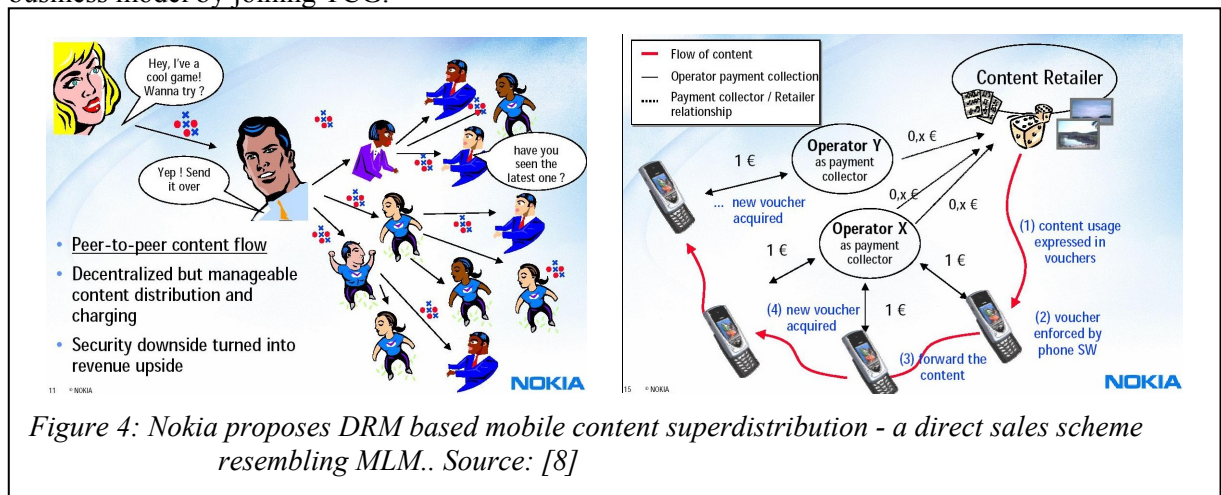 business model by joining TCG.
Hey, I've a
cool game!
Wanna try ?
Yep ! Send
it over
have you
seen the
latest one ?
• Peer-to-peer content flow
• Decentralized but manageable
content distribution and
charging
• Security downside turned into
revenue upside
11 © NOKIA
NOKIA
Flow of content
Operator payment collection
Payment collector / Retailer
relationship
Content Retailer
Operator Y
as payment
collector
0,x €
1 €
... new voucher
acquired
0,x €
0,x €
Operator X
as payment
collector
(1) content usage
expressed in
vouchers
1 €
1 €
(4) new voucher
acquired
1 €
(2) voucher
enforced by
phone SW
(3) forward the
content
15 © NOKIA
NOKIA
Figure 4: Nokia proposes DRM based mobile content superdistribution - a direct sales scheme
resembling MLM.. Source: [8]